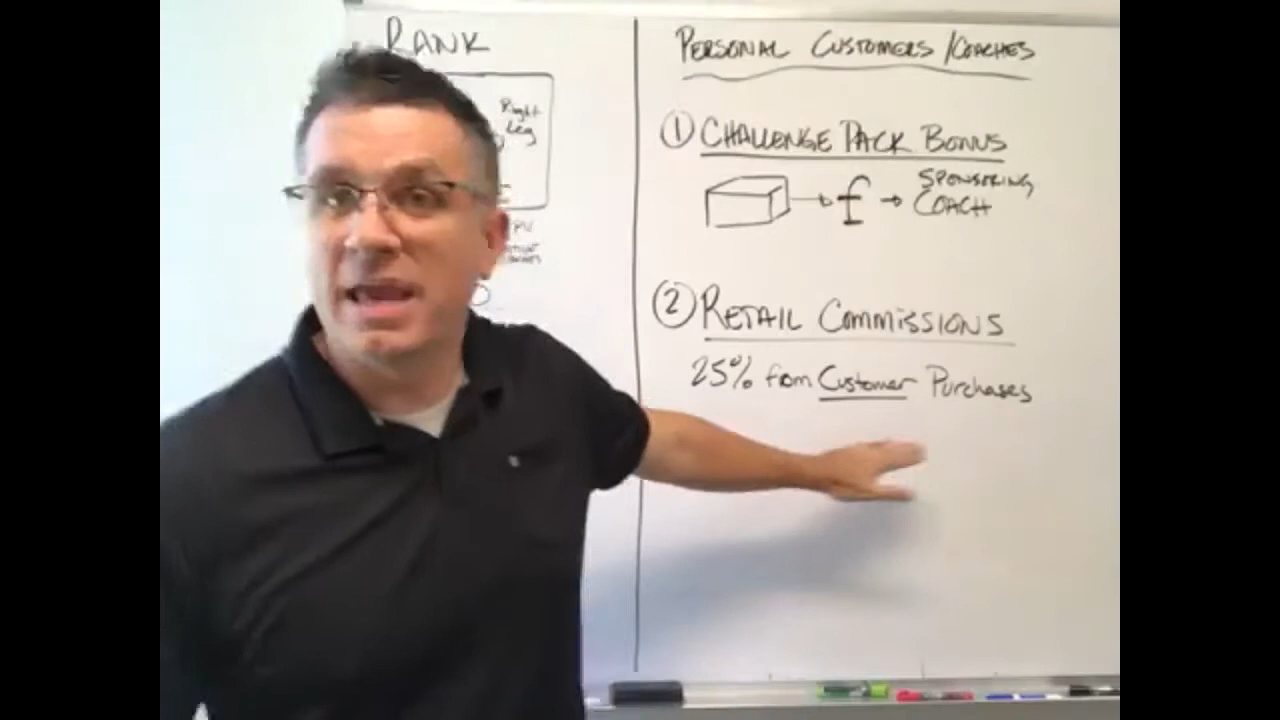 RANK
Right
Leg
PV
PERSONAL CUSTOMERS/COACHES
① CHALLENGE PACK BONUS
f
SPONSORING
COACH
② RETAIL COMMISSIONS
25% from Customer Purchases